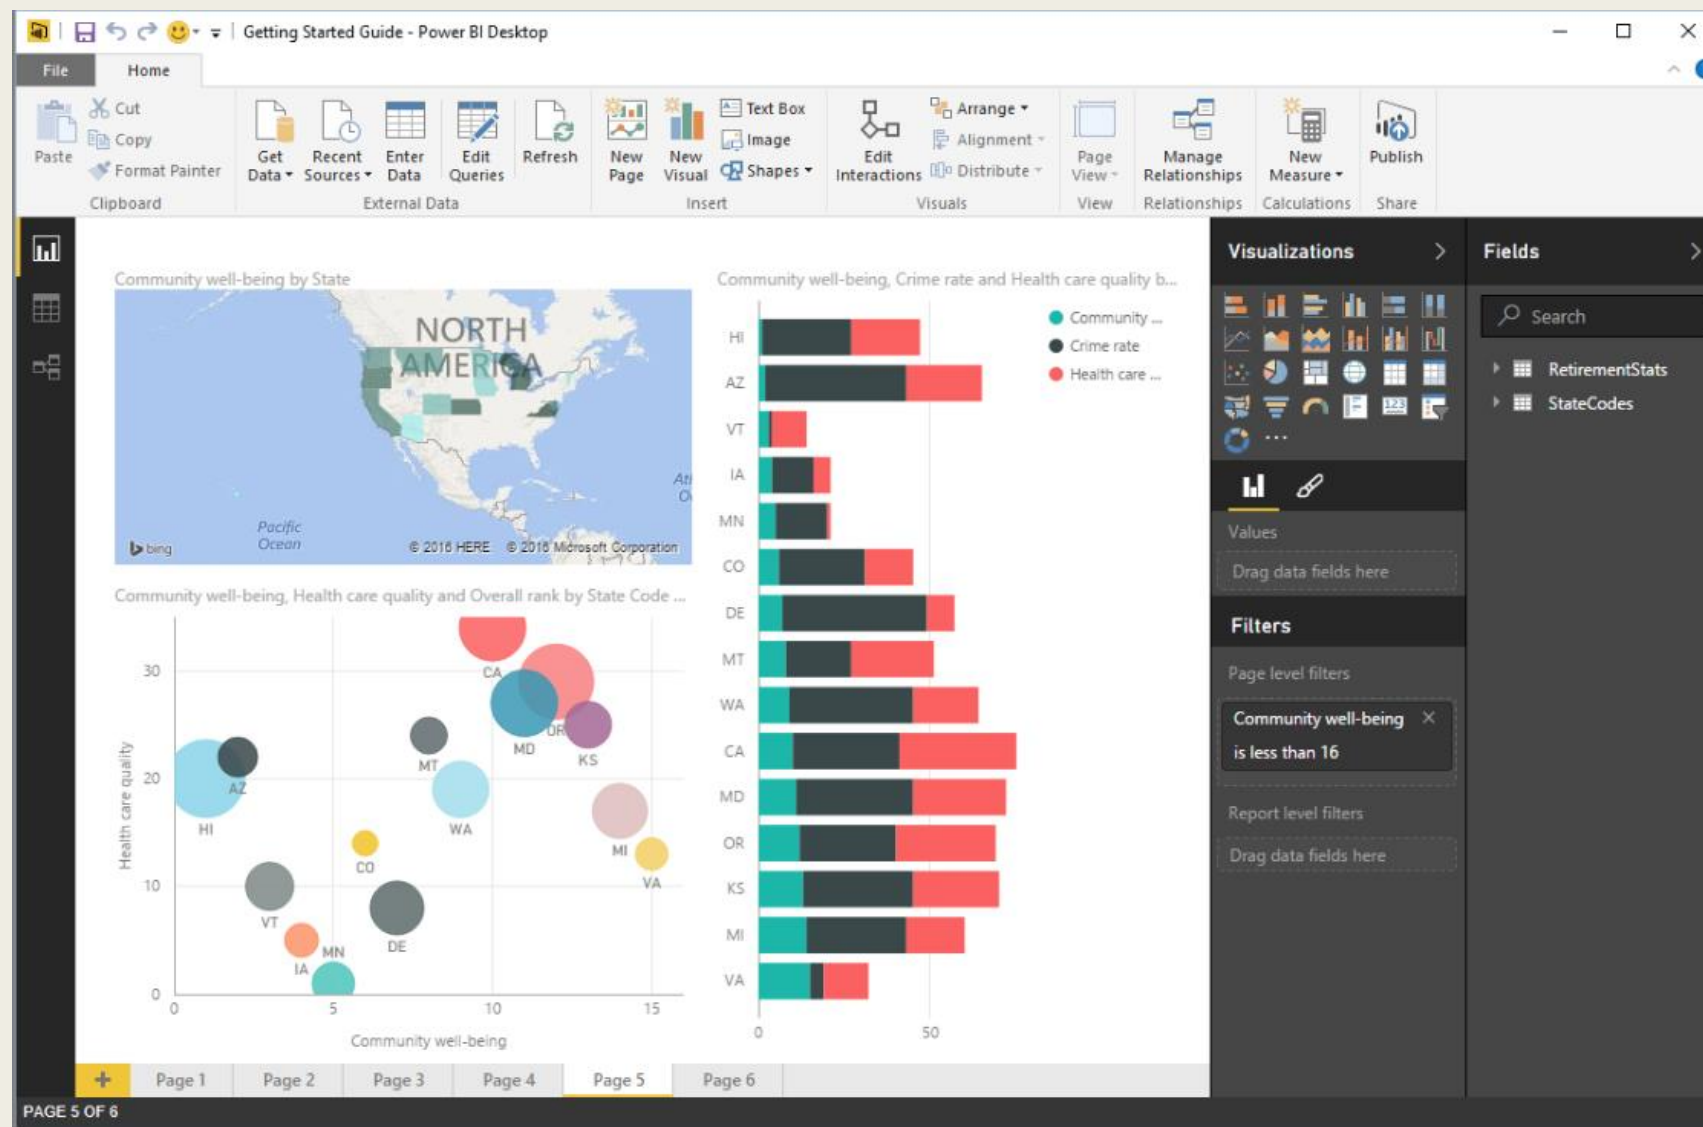 Getting Started Guide - Power BI Desktop
File Home
Cut
Copy
Format Painter
Paste
Clipboard
Get Data
Recent Sources
Enter Data
Edit Queries
Refresh
External Data
New Page
New Visual
Text Box
Image
Shapes
Insert
Edit Interactions
Arrange
Alignment
Distribute
Visuals
Page View
View
Manage Relationships
Relationships
New Measure
Calculations
Publish
Share
Community well-being by State
NORTH
AMERICA
Pacific
Ocean
bing
© 2016 HERE © 2016 Microsoft Corporation
Community well-being, Health care quality and Overall rank by State Code ...
Health care quality
30
20
10
0
CA
OR
MD
KS
MT
AZ
HI
WA
MI
CO
VA
VT
DE
MN
IA
0 5 10 15
Community well-being
Community well-being, Crime rate and Health care quality b...
Community ...
Crime rate
Health care ...
HI
AZ
VT
IA
MN
CO
DE
MT
WA
CA
MD
OR
KS
MI
VA
0 50
Visualizations
123
Values
Drag data fields here
Filters
Page level filters
Community well-being
is less than 16
Report level filters
Drag data fields here
Fields
Search
RetirementStats
StateCodes
Page 1 Page 2 Page 3 Page 4 Page 5 Page 6
PAGE 5 OF 6